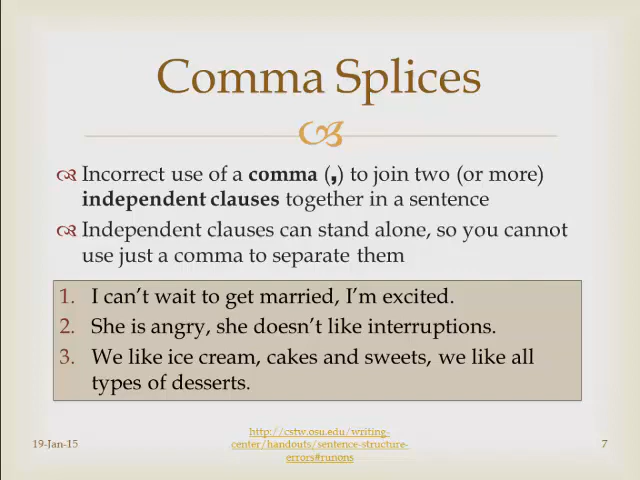 Comma Splices
Incorrect use of a comma (,) to join two (or more)
independent clauses together in a sentence
Independent clauses can stand alone, so you cannot
use just a comma to separate them
1. I can't wait to get married, I'm excited.
2. She is angry, she doesn't like interruptions.
3. We like ice cream, cakes and sweets, we like all
types of desserts.
19-Jan-15
http://cstw.osu.edu/writing-
center/handouts/sentence-structure-
errors#runons
7